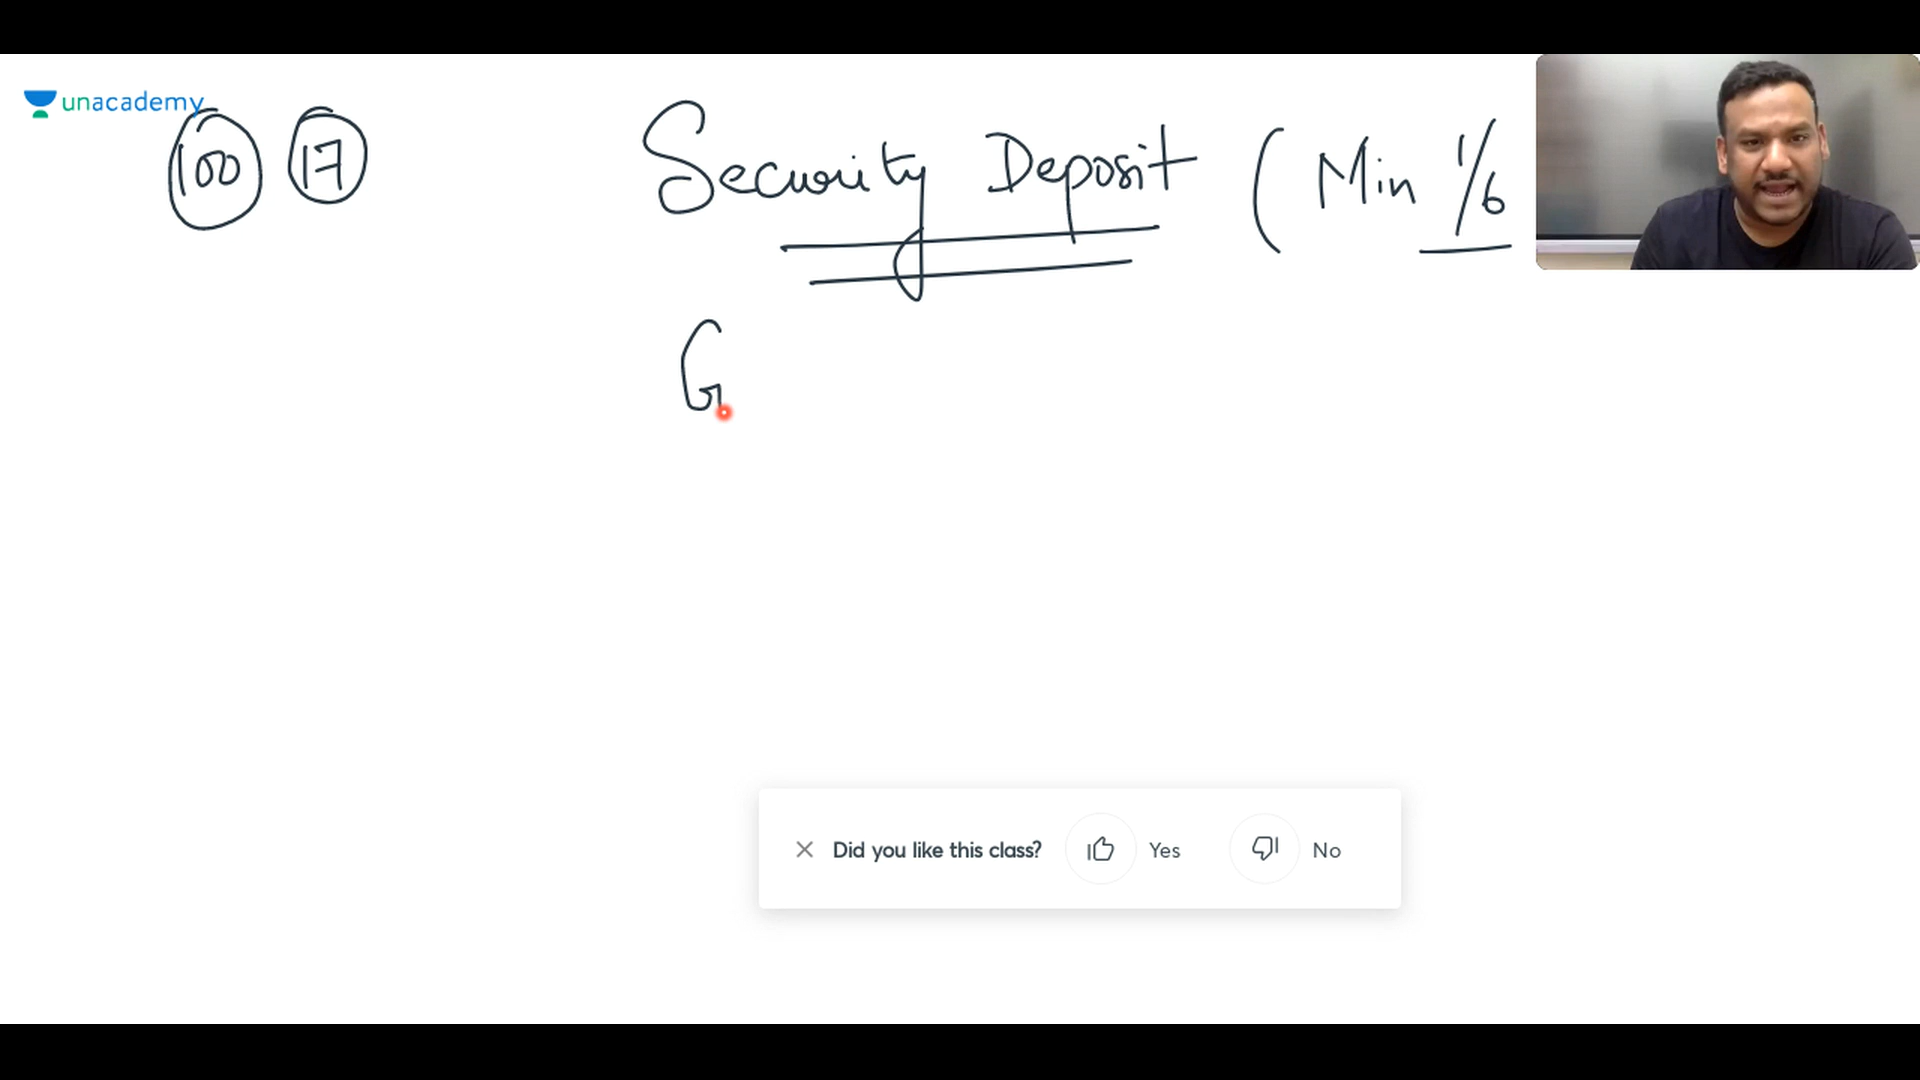 unacademy
100 17 Security Deposit ( Min 1/6
G
Did you like this class? Yes No